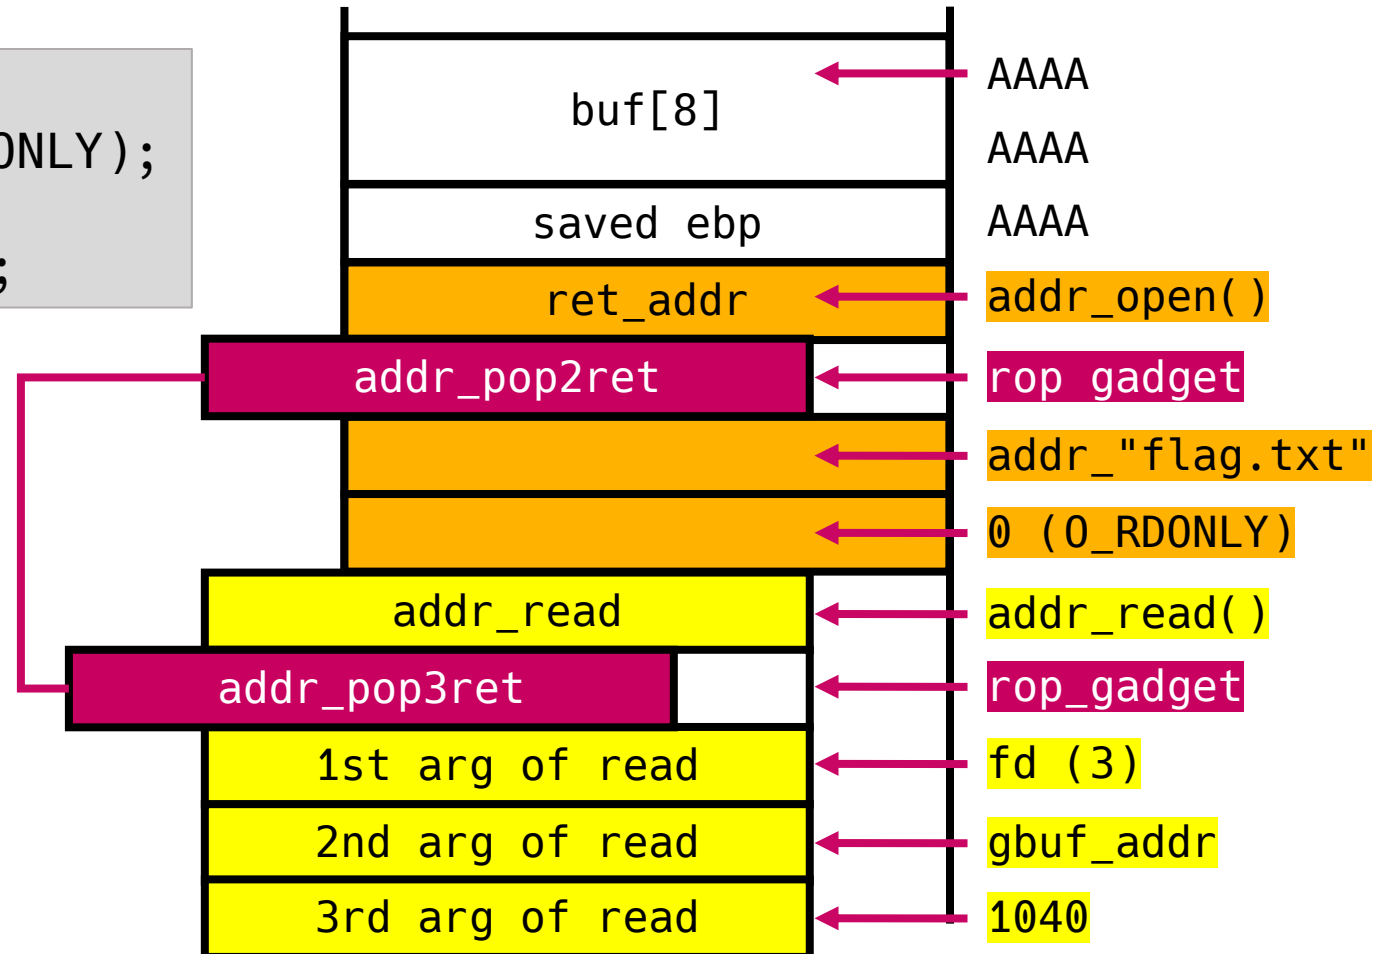 ONLY);
;
buf[8]
AAAA
AAAA
saved ebp
AAAA
ret_addr
addr_open()
addr_pop2ret
rop gadget
addr_"flag.txt"
0 (O_RDONLY)
addr_read
addr_read()
addr_pop3ret
rop_gadget
1st arg of read
fd (3)
2nd arg of read
gbuf_addr
3rd arg of read
1040